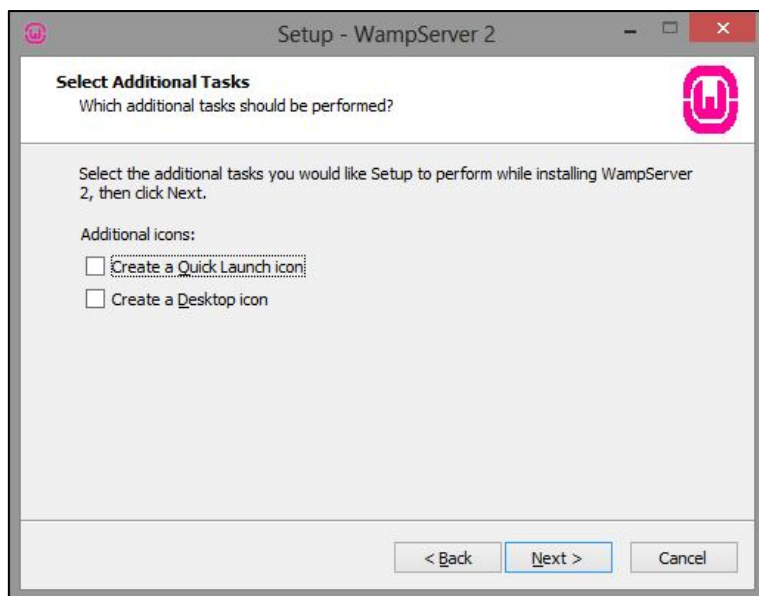 Setup - WampServer 2
Select Additional Tasks
Which additional tasks should be performed?
Select the additional tasks you would like Setup to perform while installing WampServer
2, then click Next.
Additional icons:
Create a Quick Launch icon
Create a Desktop icon
< Back Next > Cancel